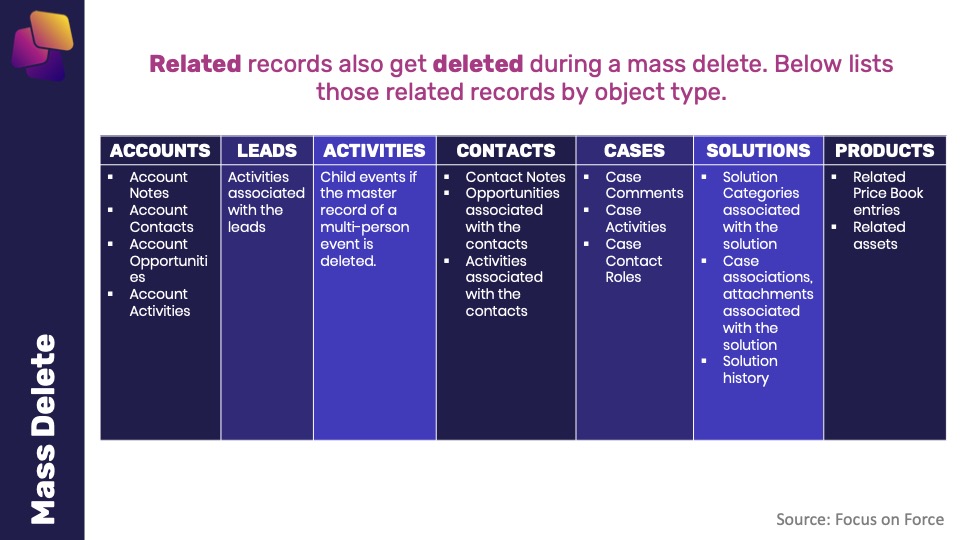 Related records also get deleted during a mass delete. Below lists
those related records by object type.
ACCOUNTS
▪ Account
Notes
▪ Account
Contacts
▪ Account
Opportuniti
es
▪ Account
Activities
LEADS
Activities
associated
with the
leads
ACTIVITIES
Child events if
the master
record of a
multi-person
event is
deleted.
CONTACTS
▪ Contact Notes
▪ Opportunities
associated
with the
contacts
▪ Activities
associated
with the
contacts
CASES
▪ Case
Comments
▪ Case
Activities
▪ Case
Contact
Roles
SOLUTIONS
▪ Solution
Categories
associated
with the
solution
▪ Case
associations,
attachments
associated
with the
solution
▪ Solution
history
PRODUCTS
▪ Related
Price Book
entries
▪ Related
assets
Mass Delete
Source: Focus on Force